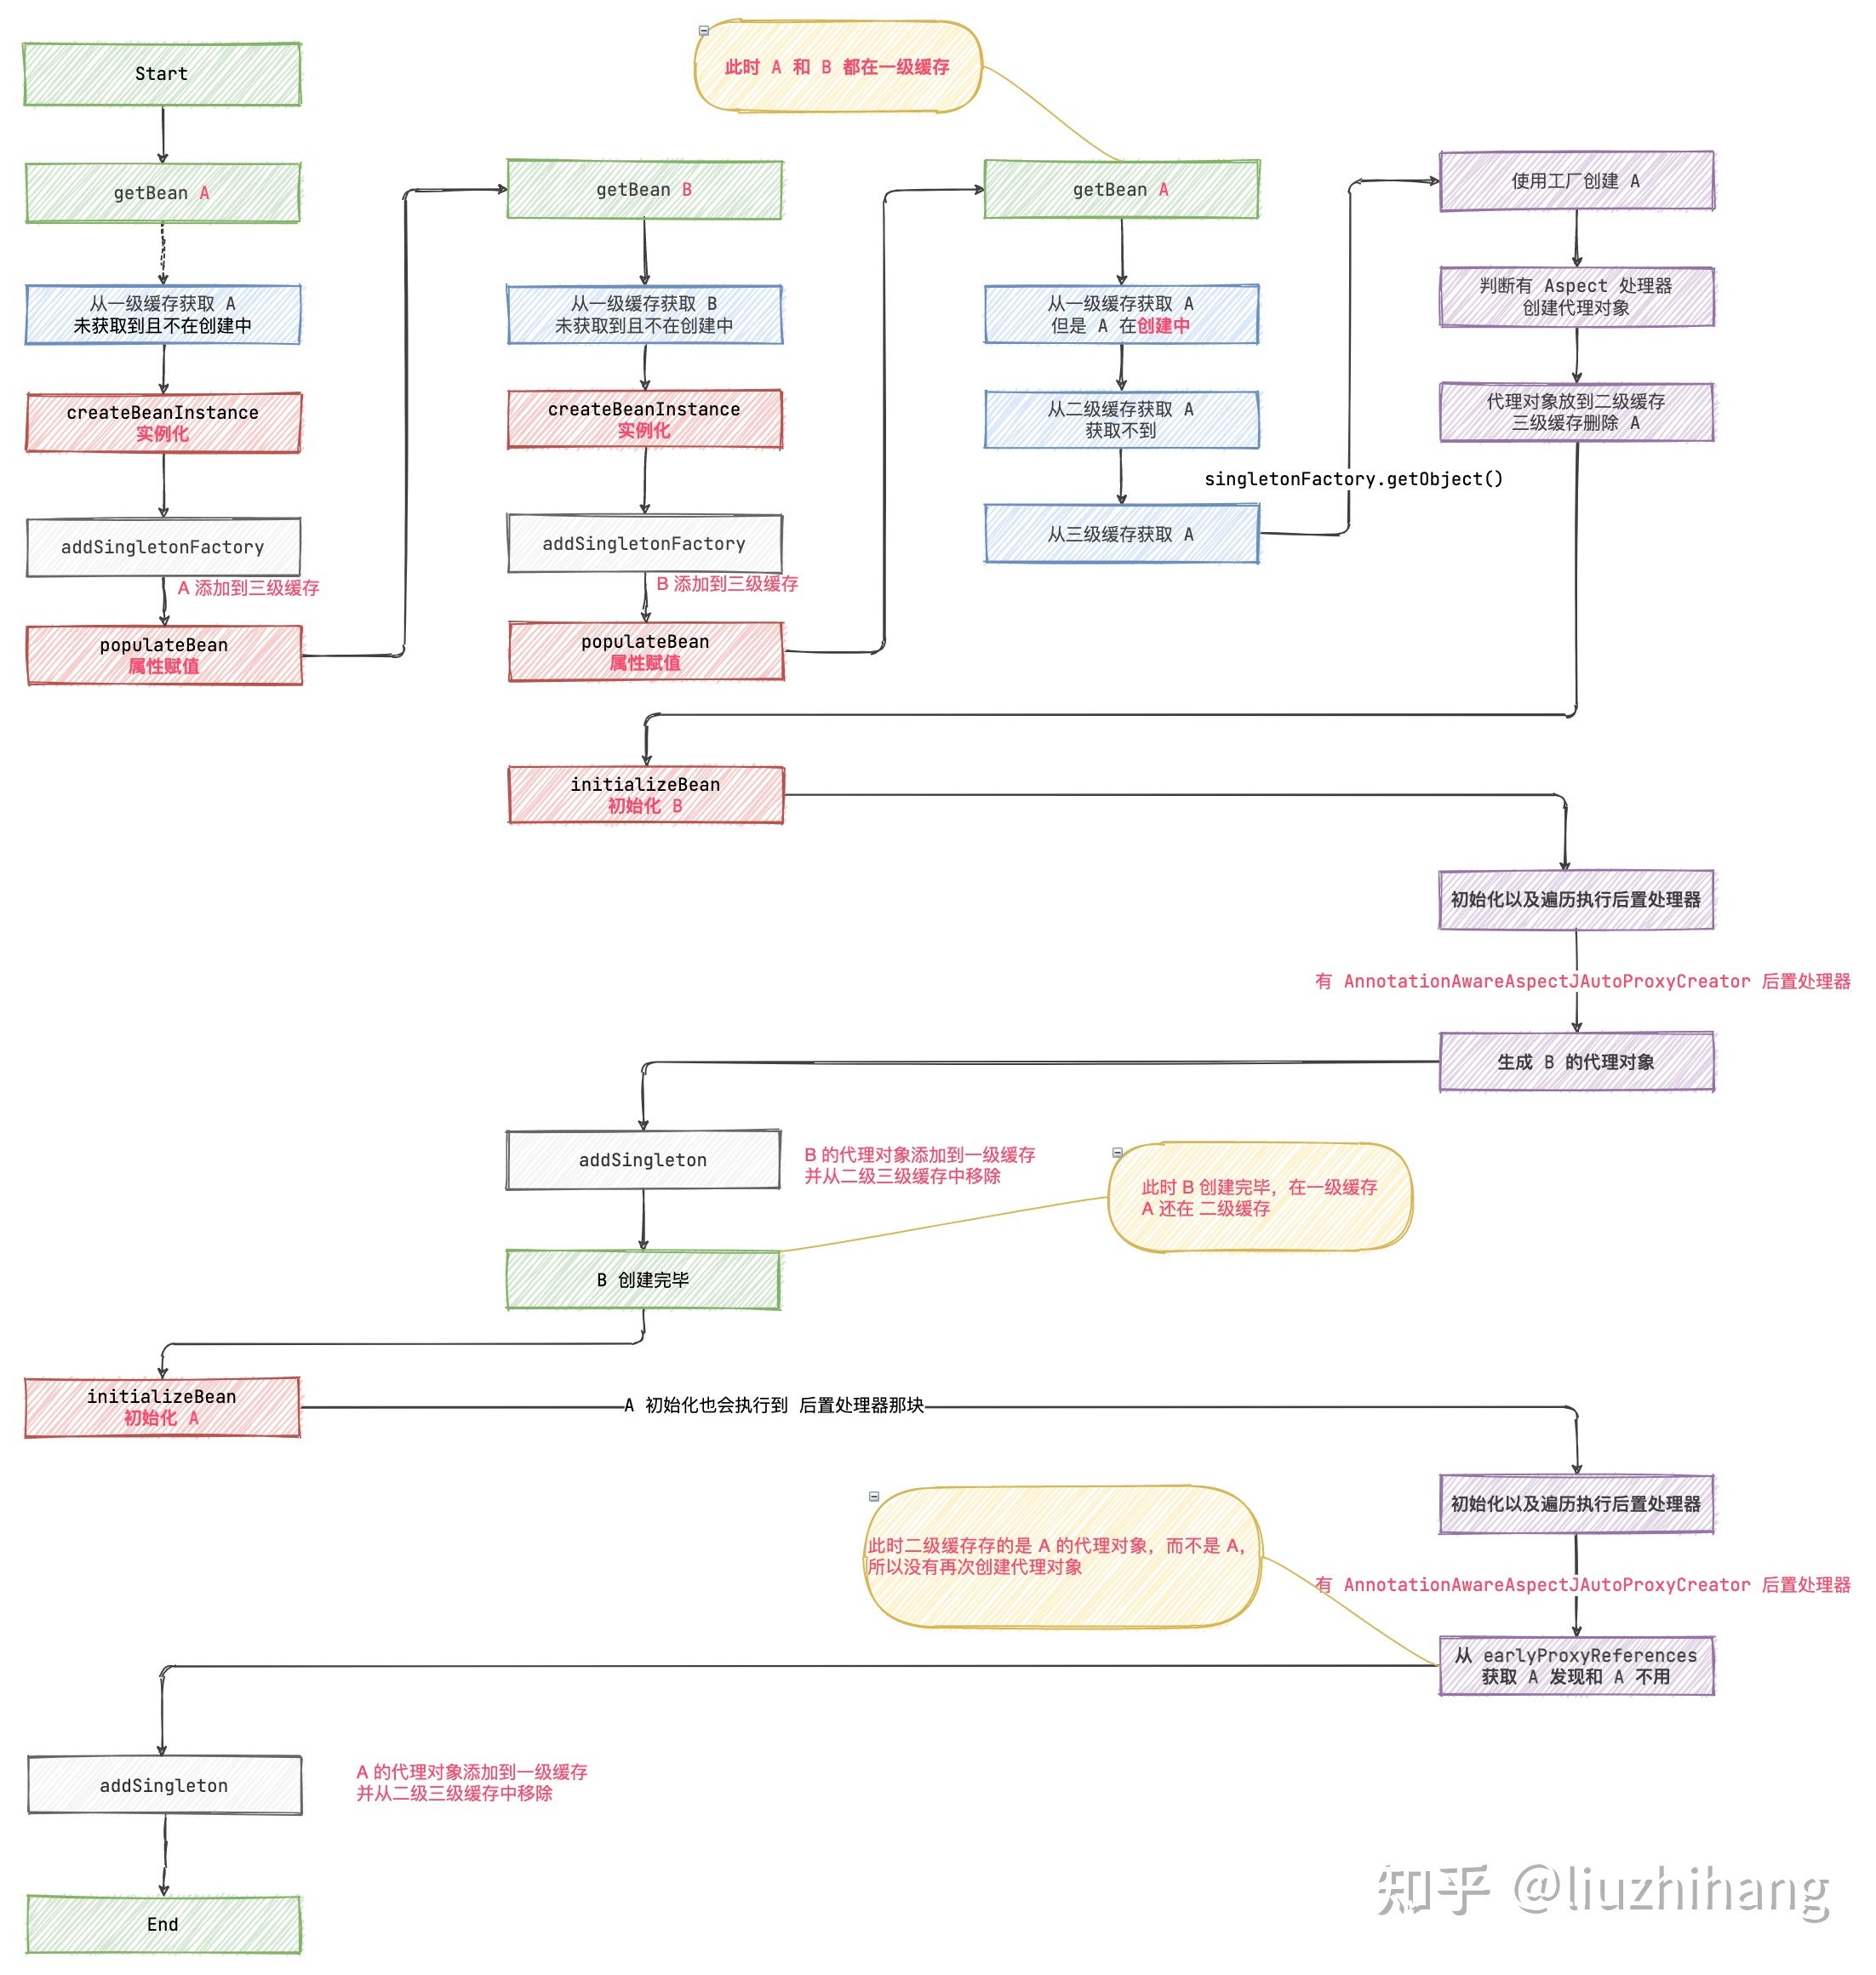 Start
getBean A
从一级缓存获取 A
未获取到且不在创建中
createBeanInstance
实例化
addSingletonFactory
A 添加到三级缓存
populateBean
属性赋值
getBean B
从一级缓存获取 B
未获取到且不在创建中
createBeanInstance
实例化
addSingletonFactory
B 添加到三级缓存
populateBean
属性赋值
此时 A 和 B 都在一级缓存
getBean A
从一级缓存获取 A
但是 A 在创建中
从二级缓存获取 A
获取不到
从三级缓存获取 A
singletonFactory.getObject()
使用工厂创建 A
判断有 Aspect 处理器
创建代理对象
代理对象放到二级缓存
三级缓存删除 A
initializeBean
初始化 B
初始化以及遍历执行后置处理器
有 AnnotationAwareAspectJAutoProxyCreator 后置处理器
生成 B 的代理对象
addSingleton
B 的代理对象添加到一级缓存
并从二级三级缓存中移除
此时 B 创建完毕，在一级缓存
A 还在 二级缓存
B 创建完毕
initializeBean
初始化 A
A 初始化也会执行到 后置处理器那块
初始化以及遍历执行后置处理器
此时二级缓存存的是 A 的代理对象，而不是 A，
所以没有再次创建代理对象
有 AnnotationAwareAspectJAutoProxyCreator 后置处理器
从 earlyProxyReferences
获取 A 发现和 A 不用
addSingleton
A 的代理对象添加到一级缓存
并从二级三级缓存中移除
End
知乎 @liuzhihang